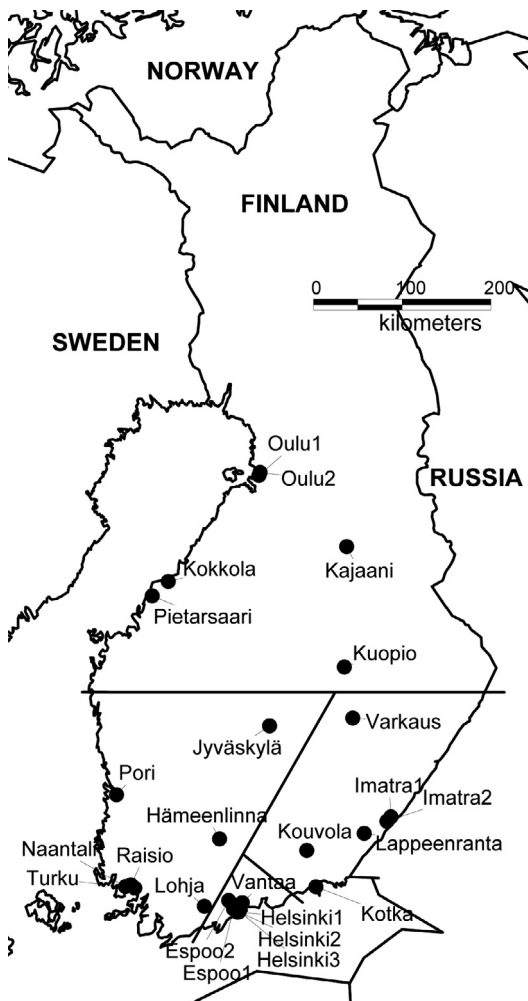 NORWAY
FINLAND
0 100 200
kilometers
SWEDEN
Oulu1
Oulu2
RUSSIA
Kajaani
Kokkola
Pietarsaari
Kuopio
Varkaus
Jyväskylä
Pori
Imatra1
Imatra2
Hämeenlinna
Kouvola
Lappeenranta
Naantali
Raisio
Turku
Lohja
Vantaa
Kotka
Helsinki1
Espoo2
Helsinki2
Helsinki3
Espoo1